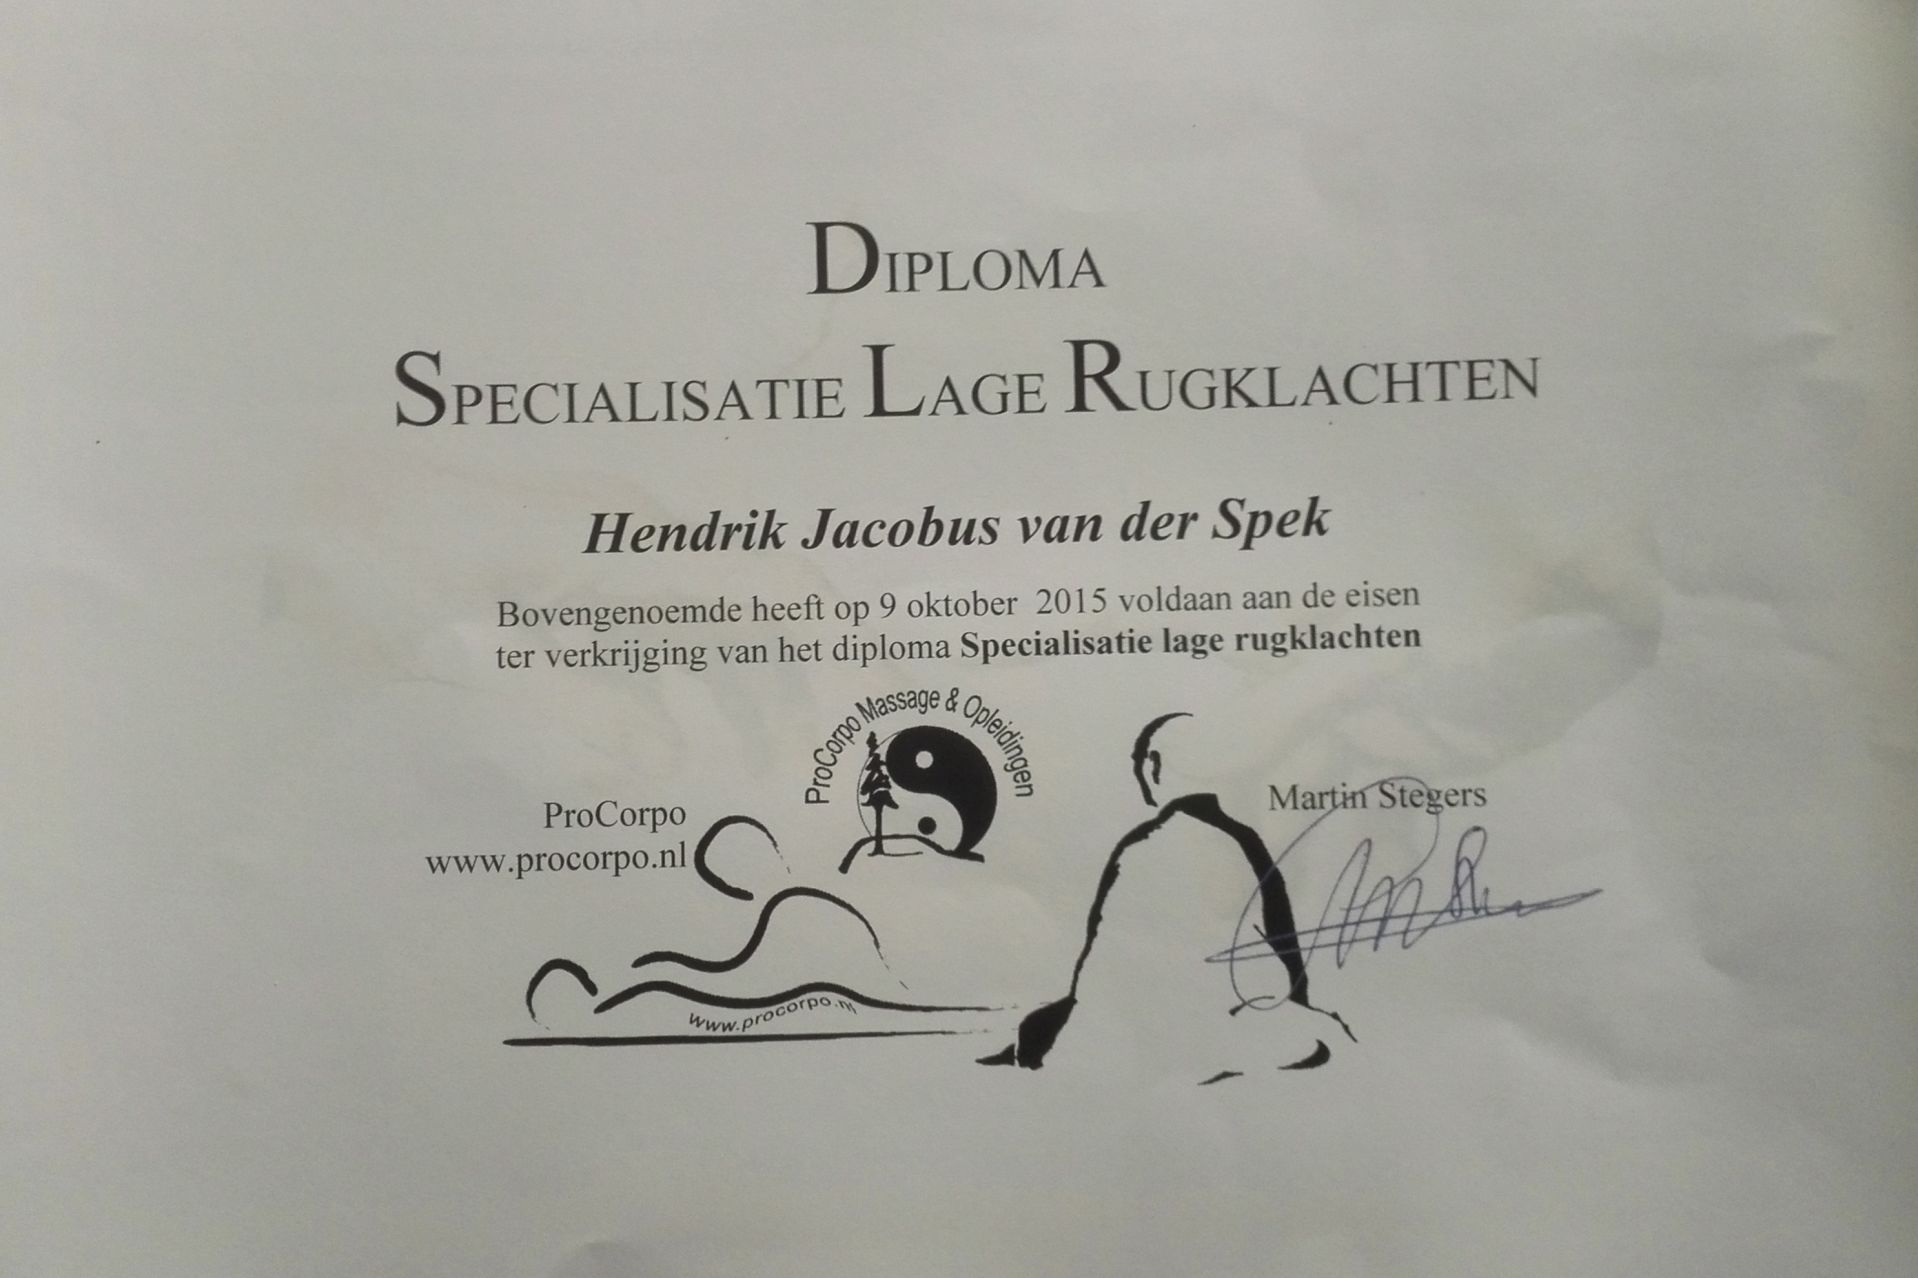 DIPLOMA
SPECIALISATIE LAGE RUGKLACHTEN
Hendrik Jacobus van der Spek
Bovengenoemde heeft op 9 oktober 2015 voldaan aan de eisen
ter verkrijging van het diploma Specialisatie lage rugklachten
ProCorpo Massage & Opleidingen
ProCorpo
www.procorpo.nl
Martin Stegers
www.procorpo.nl